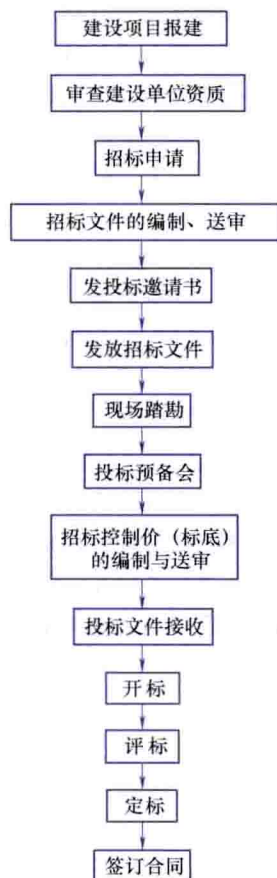 建设项目报建
审查建设单位资质
招标申请
招标文件的编制、送审
发投标邀请书
发放招标文件
现场踏勘
投标预备会
招标控制价（标底）
的编制与送审
投标文件接收
开标
评标
定标
签订合同